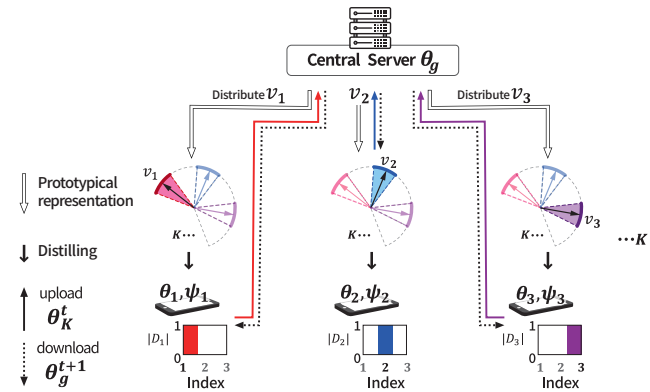 Central Server θ_g
Distribute v_1
v_2
Distribute v_3
Prototypical
representation
Distilling
upload
θ_K^t
download
θ_g^{t+1}
v_1
K...
θ_1, ψ_1
|D_1|
1
0
1 2 3
Index
v_2
K...
θ_2, ψ_2
|D_2|
1
0
1 2 3
Index
v_3
K...
θ_3, ψ_3
|D_3|
1
0
1 2 3
Index
...K